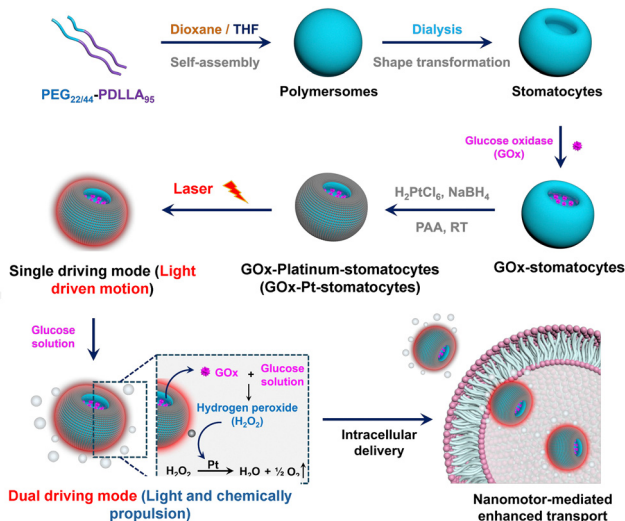 Dioxane / THF
Self-assembly
Dialysis
Shape transformation
PEG22/44-PDLLA95
Polymersomes
Stomatocytes
Glucose oxidase
(GOx)
Laser
H2PtCl6, NaBH4
PAA, RT
Single driving mode (Light
driven motion)
GOx-Platinum-stomatocytes
(GOx-Pt-stomatocytes)
GOx-stomatocytes
Glucose
solution
GOx + Glucose
solution
Hydrogen peroxide
(H2O2)
Pt
H2O2 H2O + ½ O2
Intracellular
delivery
Dual driving mode (Light and chemically
propulsion)
Nanomotor-mediated
enhanced transport